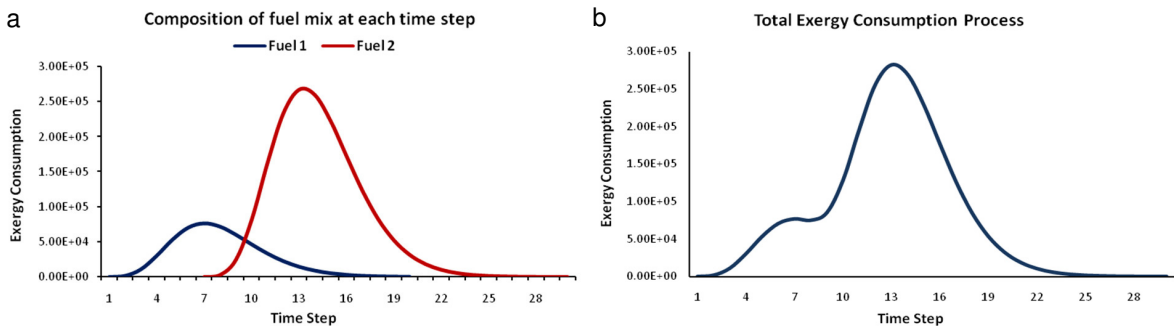 a
Composition of fuel mix at each time step
Fuel 1 Fuel 2
3.00E+05
2.50E+05
2.00E+05
1.50E+05
1.00E+05
5.00E+04
0.00E+00
Exergy Consumption
1 4 7 10 13 16 19 22 25 28
Time Step
b
Total Exergy Consumption Process
3.00E+05
2.50E+05
2.00E+05
1.50E+05
1.00E+05
5.00E+04
0.00E+00
Exergy Consumption
1 4 7 10 13 16 19 22 25 28
Time Step